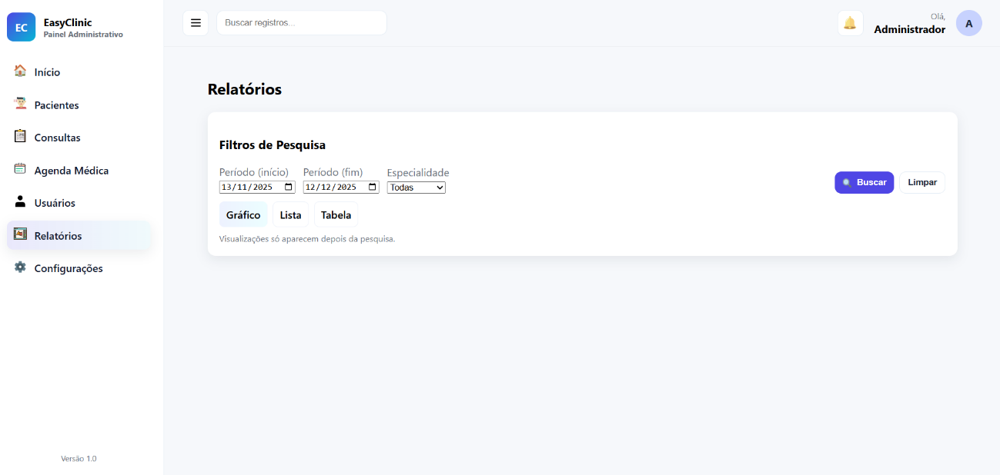 EC
EasyClinic
Painel Administrativo
Início
Pacientes
Consultas
Agenda Médica
Usuários
Relatórios
Configurações
Versão 1.0
Buscar registros...
Olá,
Administrador
A
Relatórios
Filtros de Pesquisa
Período (início)
Período (fim)
Especialidade
13/11/2025
12/12/2025
Todas
Buscar
Limpar
Gráfico
Lista
Tabela
Visualizações só aparecem depois da pesquisa.